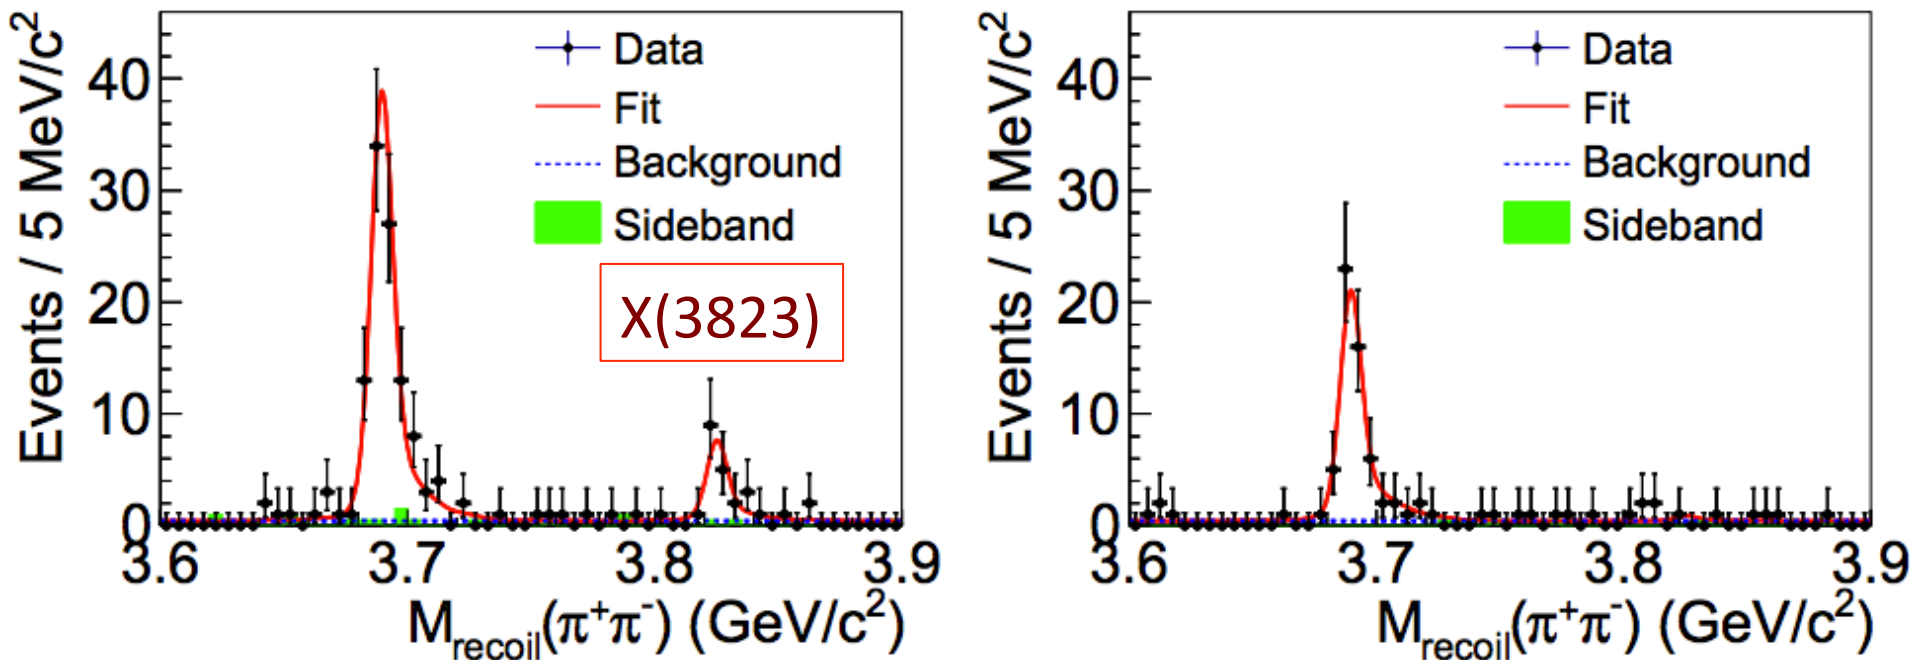 Events / 5 MeV/c²
40
30
20
10
0
Data
Fit
Background
Sideband
X(3823)
3.6 3.7 3.8 3.9
M_recoil(π⁺π⁻) (GeV/c²)
Events / 5 MeV/c²
40
30
20
10
0
Data
Fit
Background
Sideband
3.6 3.7 3.8 3.9
M_recoil(π⁺π⁻) (GeV/c²)